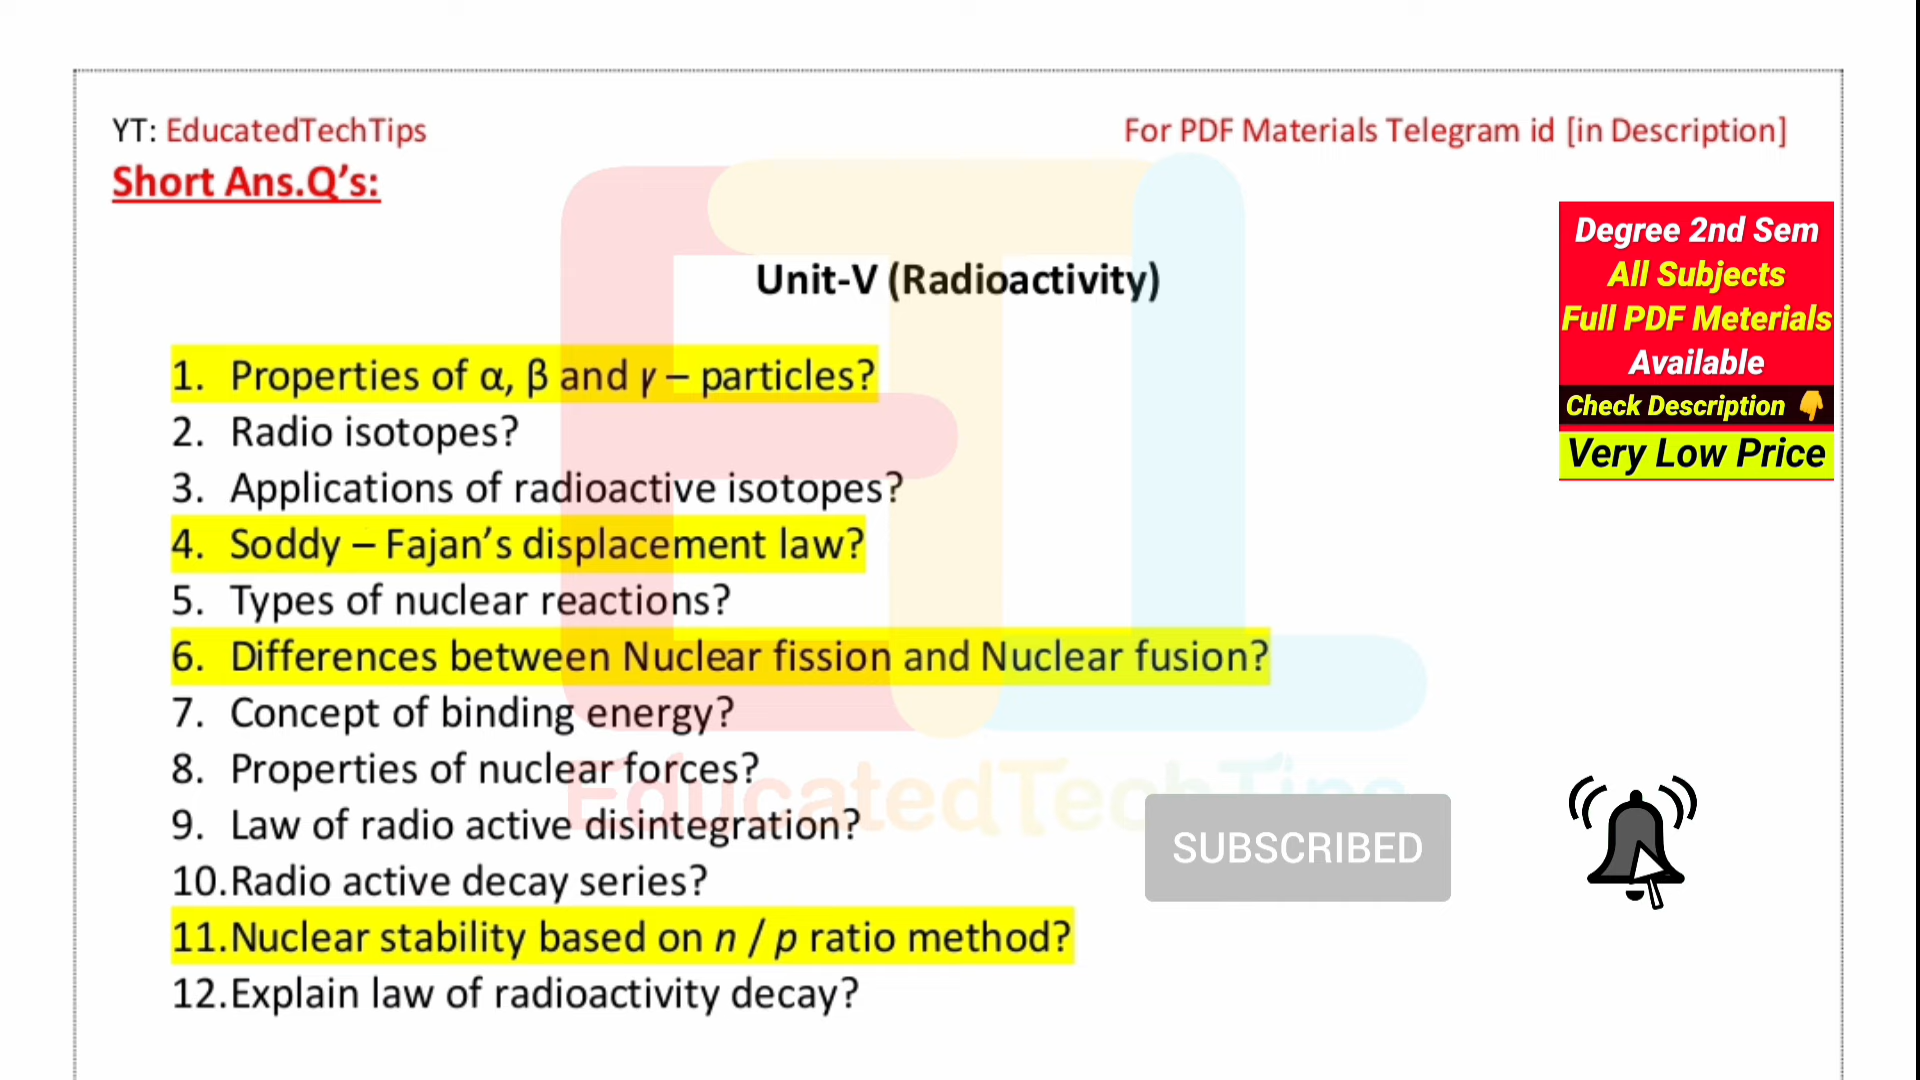 YT: EducatedTechTips
For PDF Materials Telegram id [in Description]
Short Ans.Q’s:
Degree 2nd Sem
All Subjects
Full PDF Meterials
Available
Check Description 👇
Very Low Price
Unit-V (Radioactivity)
1. Properties of α, β and γ – particles?
2. Radio isotopes?
3. Applications of radioactive isotopes?
4. Soddy – Fajan’s displacement law?
5. Types of nuclear reactions?
6. Differences between Nuclear fission and Nuclear fusion?
7. Concept of binding energy?
8. Properties of nuclear forces?
EducatedTechTips
9. Law of radio active disintegration?
SUBSCRIBED
10.Radio active decay series?
11.Nuclear stability based on n / p ratio method?
12.Explain law of radioactivity decay?